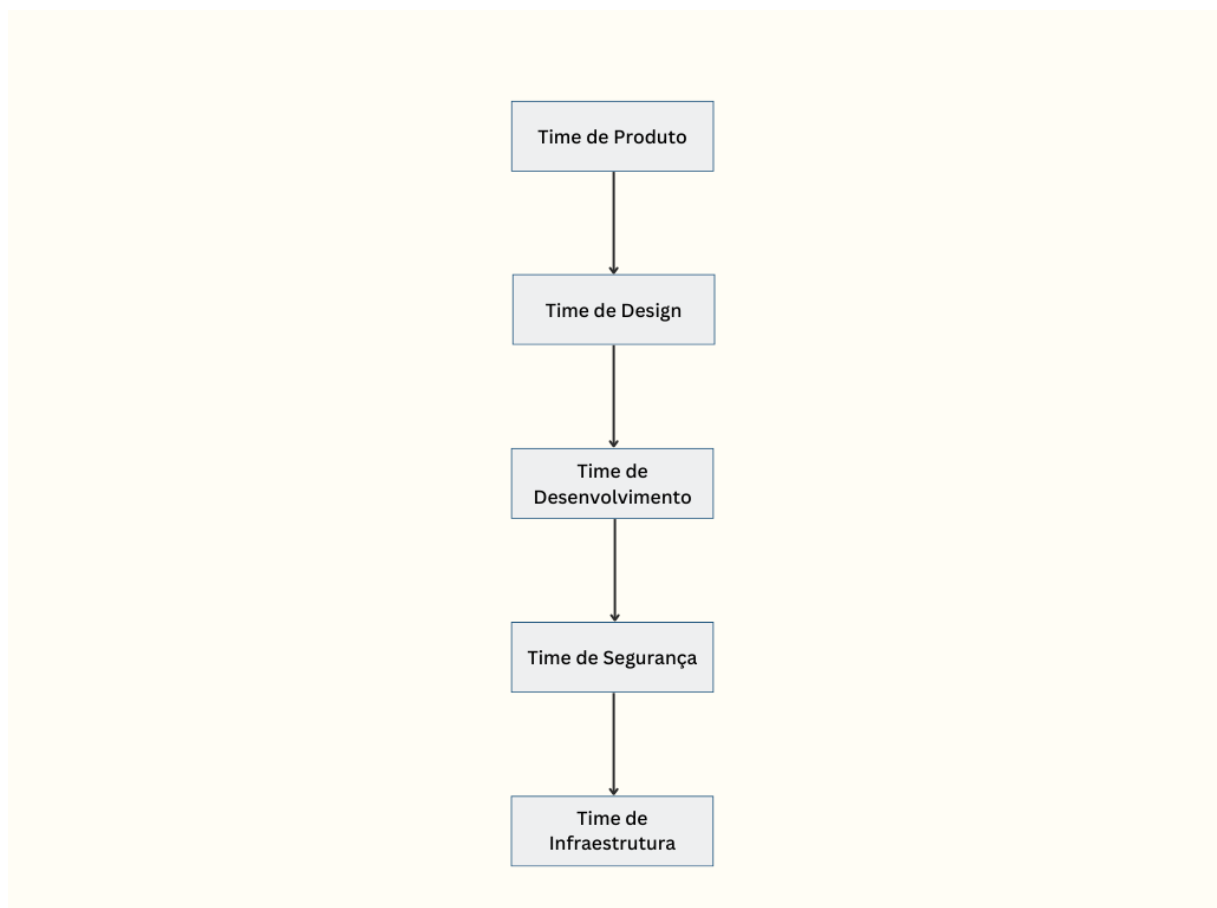 Time de Produto
Time de Design
Time de
Desenvolvimento
Time de Segurança
Time de
Infraestrutura